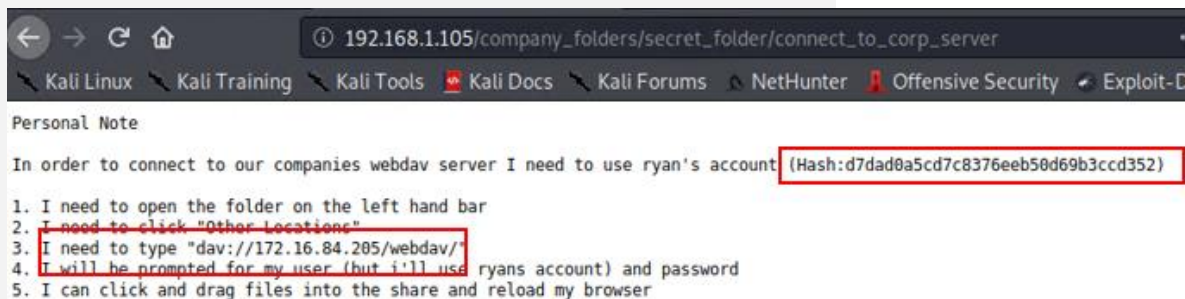 192.168.1.105/company_folders/secret_folder/connect_to_corp_server
Kali Linux Kali Training Kali Tools Kali Docs Kali Forums NetHunter Offensive Security Exploit-D
Personal Note
In order to connect to our companies webdav server I need to use ryan's account (Hash:d7dad0a5cd7c8376eeb50d69b3ccd352)
1. I need to open the folder on the left hand bar
2. I need to click "Other Locations"
3. I need to type "dav://172.16.84.205/webdav/"
4. I will be prompted for my user (but i'll use ryans account) and password
5. I can click and drag files into the share and reload my browser